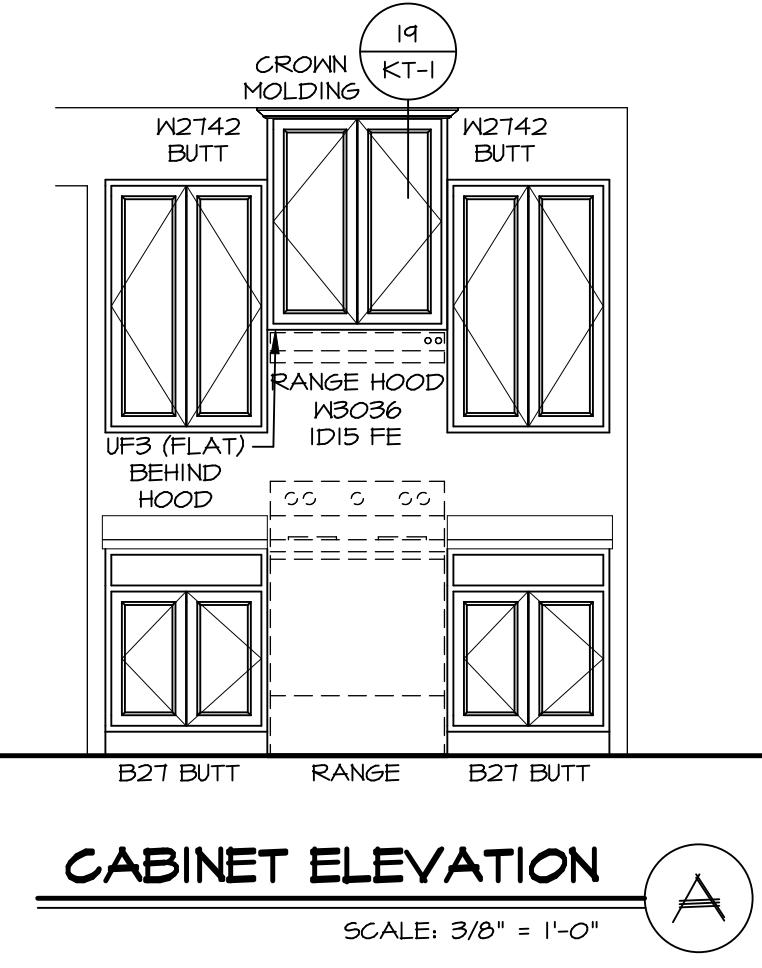 19
KT-1
CROWN
MOLDING
W2742
BUTT
W2742
BUTT
RANGE HOOD
W3036
1D15 FE
UF3 (FLAT)
BEHIND
HOOD
B27 BUTT
RANGE
B27 BUTT
CABINET ELEVATION
A
SCALE: 3/8" = 1'-0"